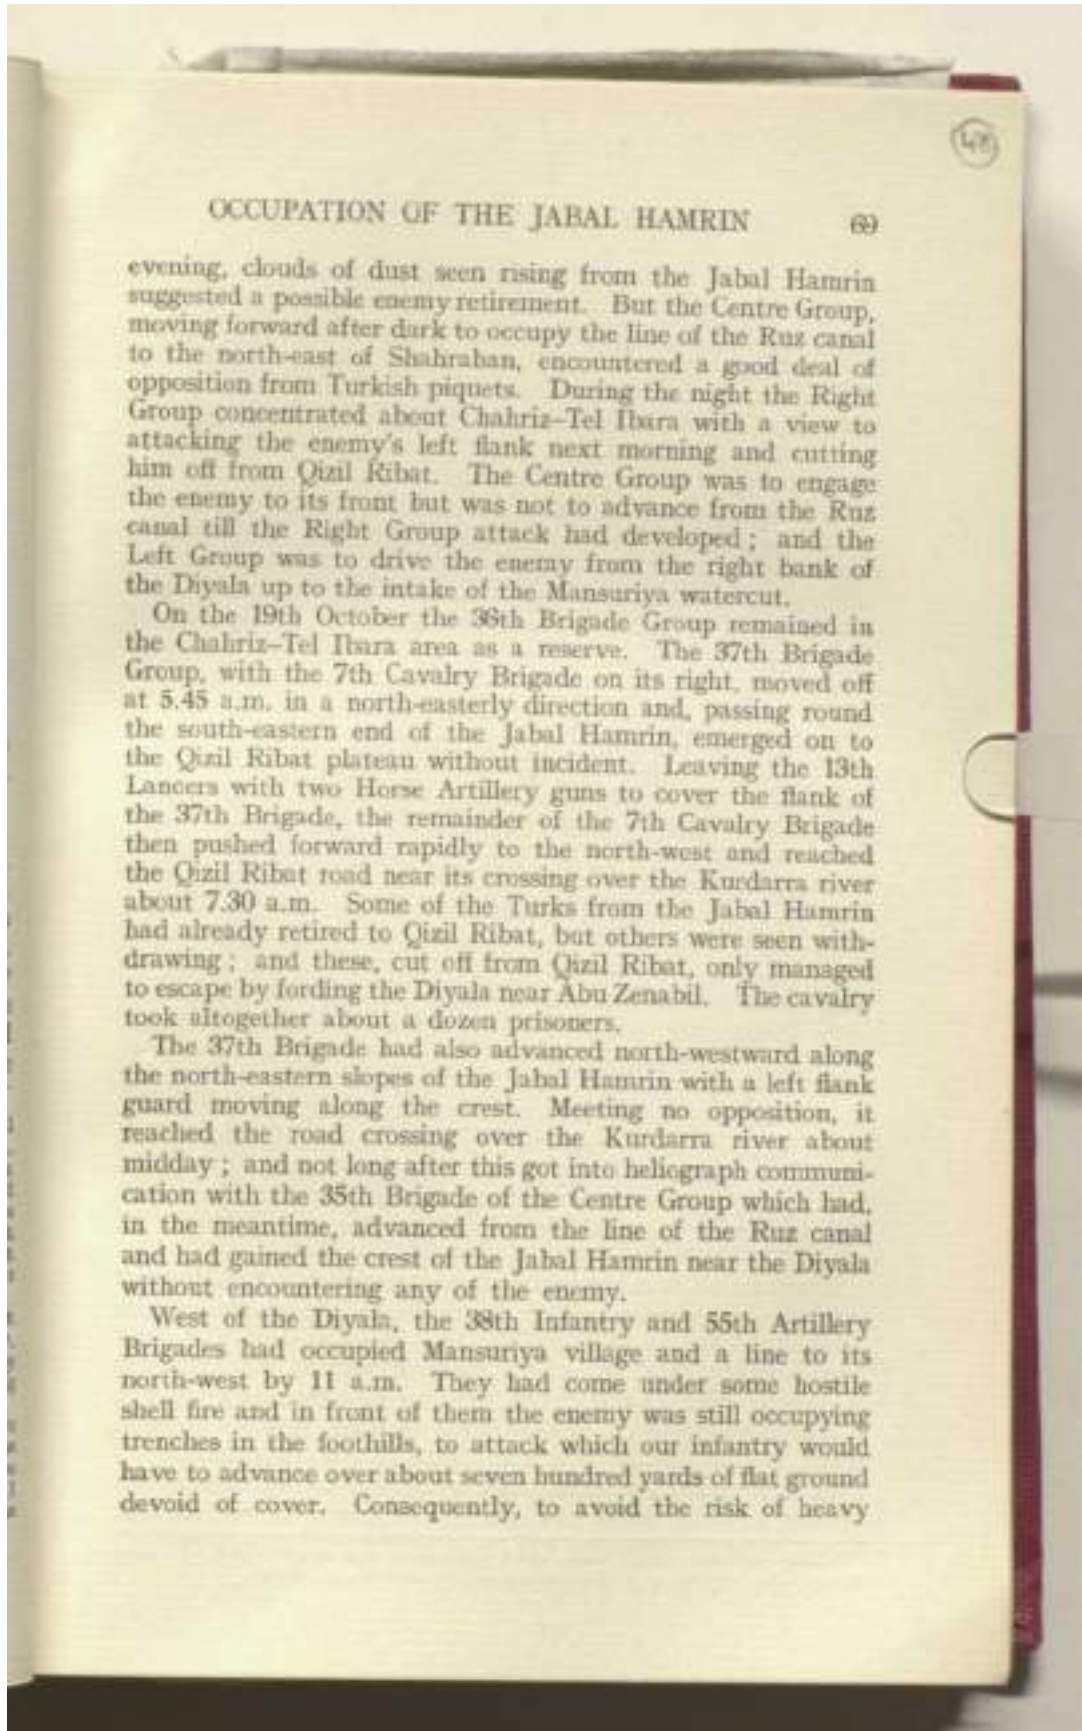 48
OCCUPATION OF THE JABAL HAMRIN 69
evening, clouds of dust seen rising from the Jabal Hamrin
suggested a possible enemy retirement. But the Centre Group,
moving forward after dark to occupy the line of the Ruz canal
to the north-east of Shahraban, encountered a good deal of
opposition from Turkish piquets. During the night the Right
Group concentrated about Chahriz–Tel Ibara with a view to
attacking the enemy's left flank next morning and cutting
him off from Qizil Ribat. The Centre Group was to engage
the enemy to its front but was not to advance from the Ruz
canal till the Right Group attack had developed; and the
Left Group was to drive the enemy from the right bank of
the Diyala up to the intake of the Mansuriya watercut.
On the 19th October the 36th Brigade Group remained in
the Chahriz–Tel Ibara area as a reserve. The 37th Brigade
Group, with the 7th Cavalry Brigade on its right, moved off
at 5.45 a.m. in a north-easterly direction and, passing round
the south-eastern end of the Jabal Hamrin, emerged on to
the Qizil Ribat plateau without incident. Leaving the 13th
Lancers with two Horse Artillery guns to cover the flank of
the 37th Brigade, the remainder of the 7th Cavalry Brigade
then pushed forward rapidly to the north-west and reached
the Qizil Ribat road near its crossing over the Kurdarra river
about 7.30 a.m. Some of the Turks from the Jabal Hamrin
had already retired to Qizil Ribat, but others were seen with-
drawing; and these, cut off from Qizil Ribat, only managed
to escape by fording the Diyala near Abu Zenabil. The cavalry
took altogether about a dozen prisoners.
The 37th Brigade had also advanced north-westward along
the north-eastern slopes of the Jabal Hamrin with a left flank
guard moving along the crest. Meeting no opposition, it
reached the road crossing over the Kurdarra river about
midday; and not long after this got into heliograph communi-
cation with the 35th Brigade of the Centre Group which had,
in the meantime, advanced from the line of the Ruz canal
and had gained the crest of the Jabal Hamrin near the Diyala
without encountering any of the enemy.
West of the Diyala, the 38th Infantry and 55th Artillery
Brigades had occupied Mansuriya village and a line to its
north-west by 11 a.m. They had come under some hostile
shell fire and in front of them the enemy was still occupying
trenches in the foothills, to attack which our infantry would
have to advance over about seven hundred yards of flat ground
devoid of cover. Consequently, to avoid the risk of heavy